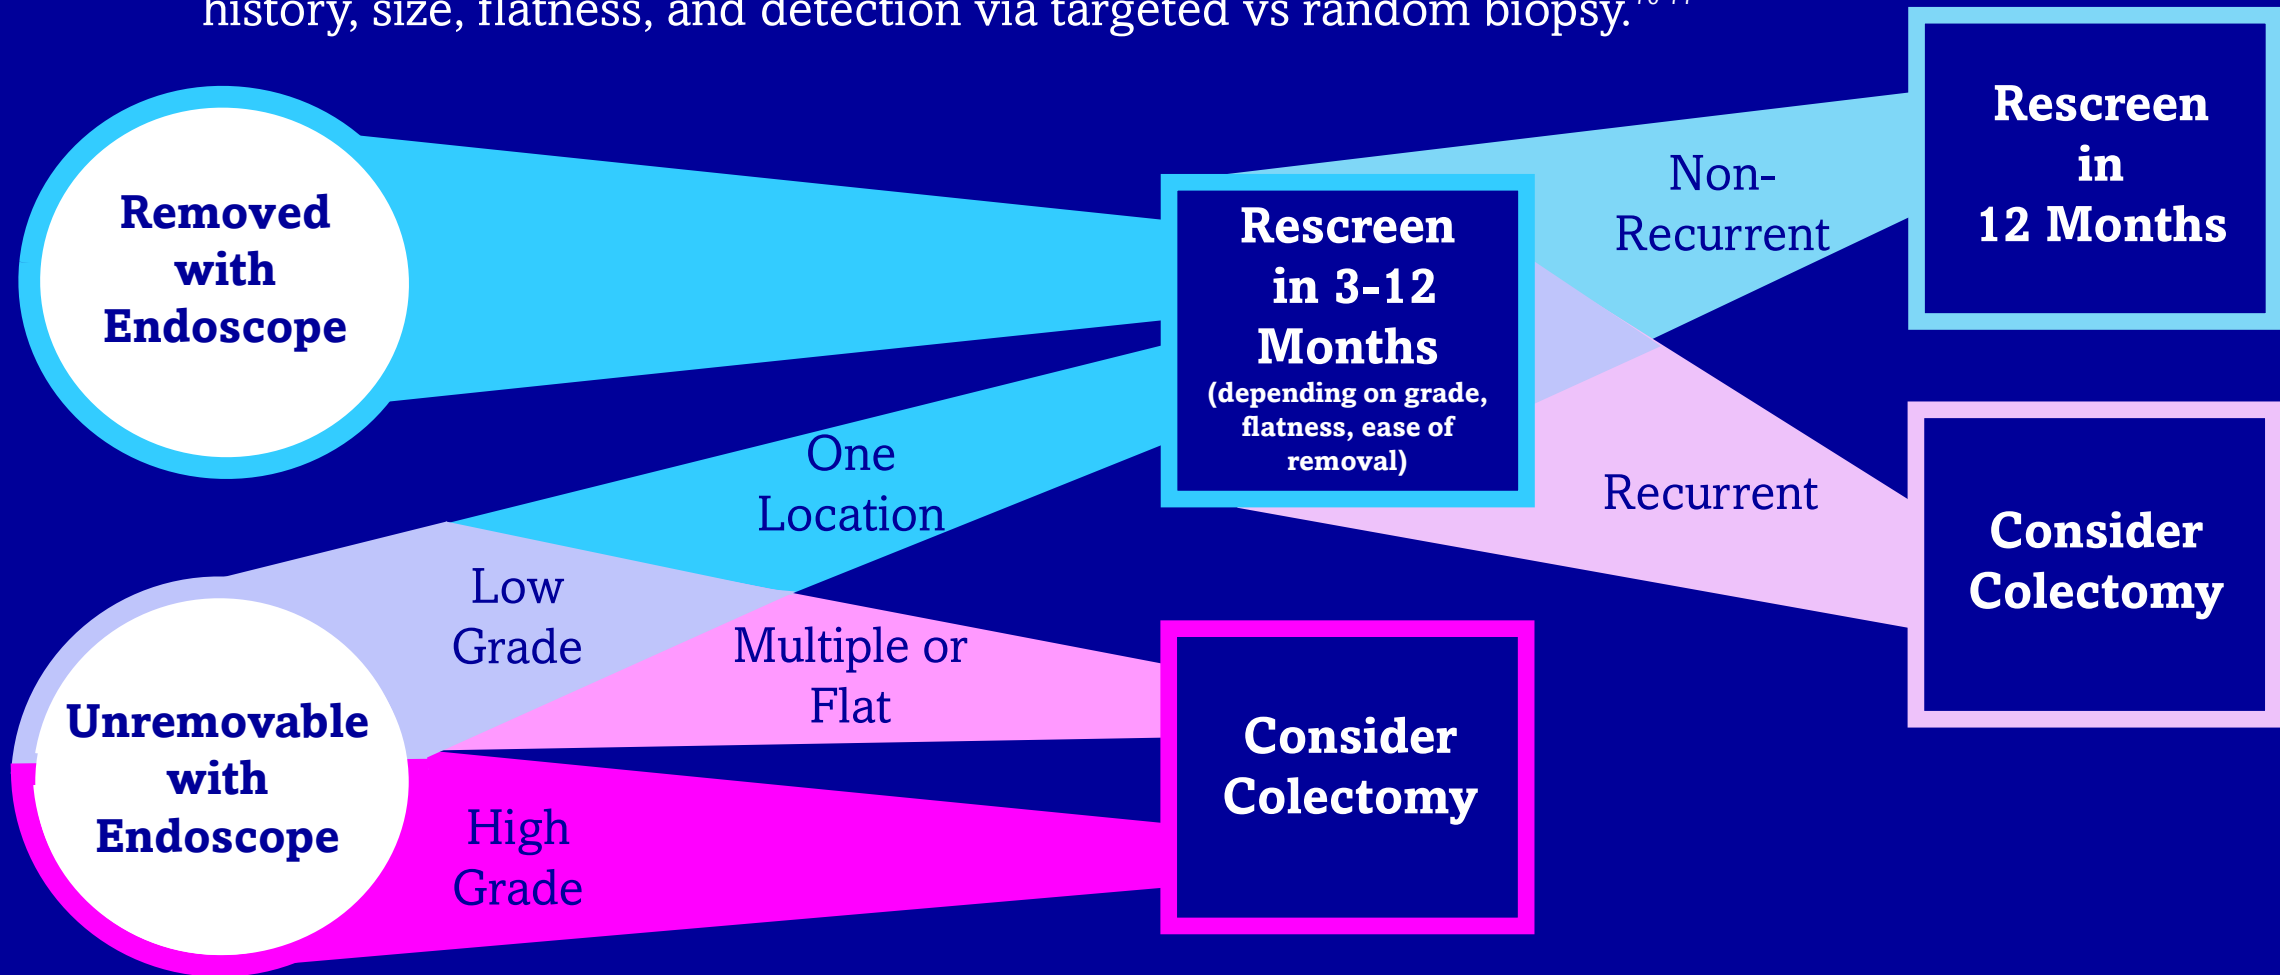 history, size, flatness, and detection via targeted vs random biopsy.
Removed
with
Endoscope
Unremovable
with
Endoscope
One
Location
Low
Grade
Multiple or
Flat
High
Grade
Rescreen
in 3-12
Months
(depending on grade,
flatness, ease of
removal)
Consider
Colectomy
Non-
Recurrent
Recurrent
Rescreen
in
12 Months
Consider
Colectomy